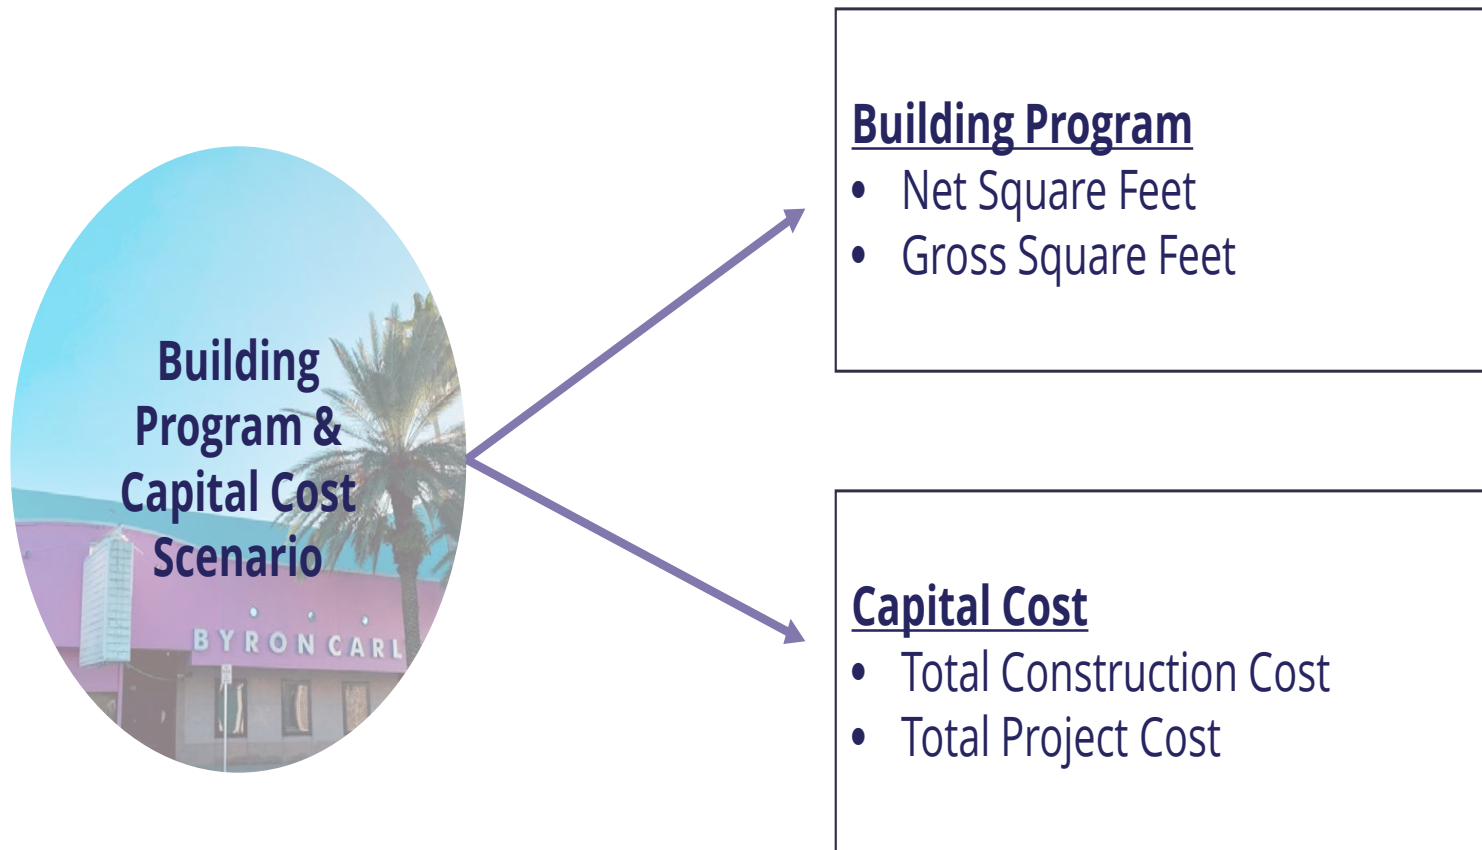 Building
Program &
Capital Cost
Scenario
BYRON CARL
Building Program
• Net Square Feet
• Gross Square Feet
Capital Cost
• Total Construction Cost
• Total Project Cost